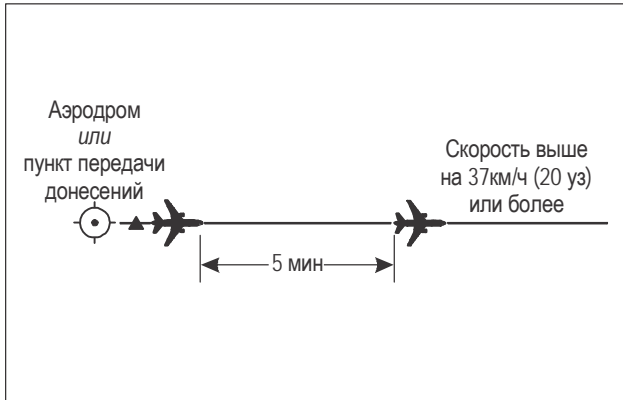 Аэродром
или
пункт передачи
донесений
Скорость выше
на 37км/ч (20 уз)
или более
5 мин